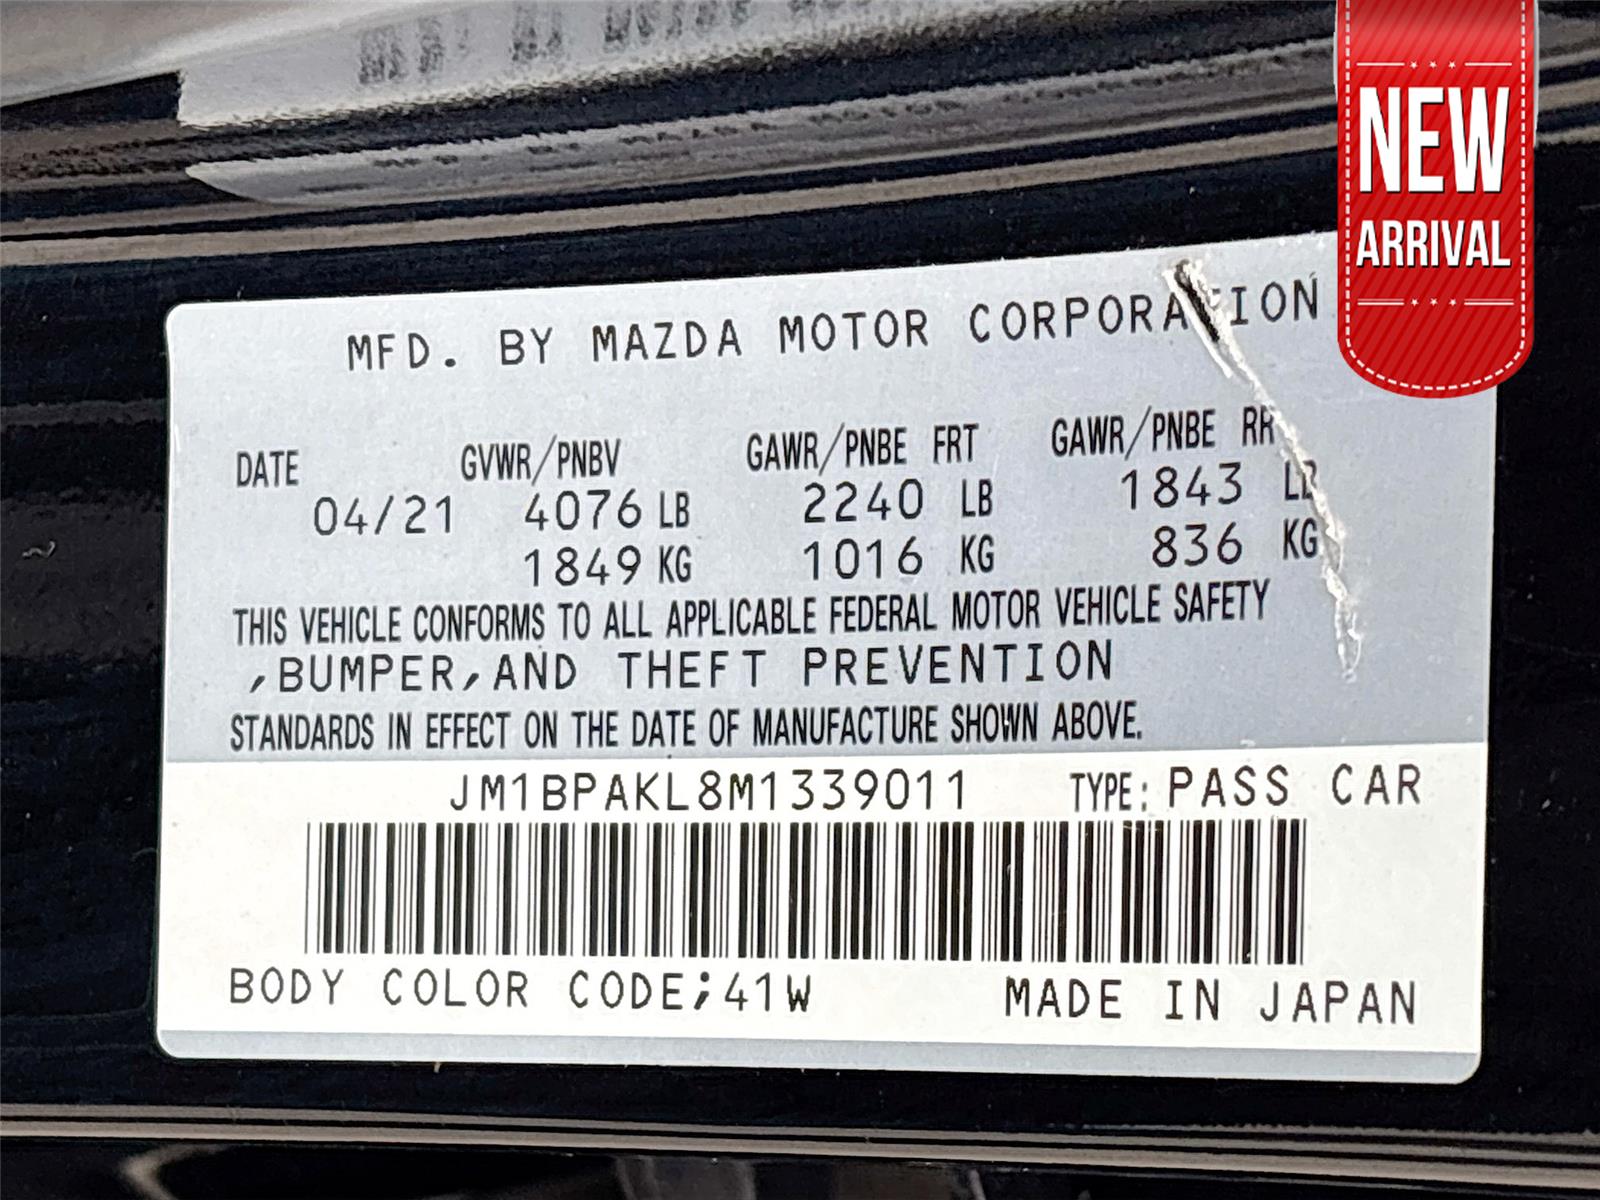 NEW
ARRIVAL
MFD. BY MAZDA MOTOR CORPORATION
DATE GVWR/PNBV GAWR/PNBE FRT GAWR/PNBE RR
04/21 4076 LB 2240 LB 1843 LB
1849 KG 1016 KG 836 KG
THIS VEHICLE CONFORMS TO ALL APPLICABLE FEDERAL MOTOR VEHICLE SAFETY
,BUMPER,AND THEFT PREVENTION
STANDARDS IN EFFECT ON THE DATE OF MANUFACTURE SHOWN ABOVE.
JM1BPAKL8M1339011 TYPE: PASS CAR
BODY COLOR CODE;41W MADE IN JAPAN